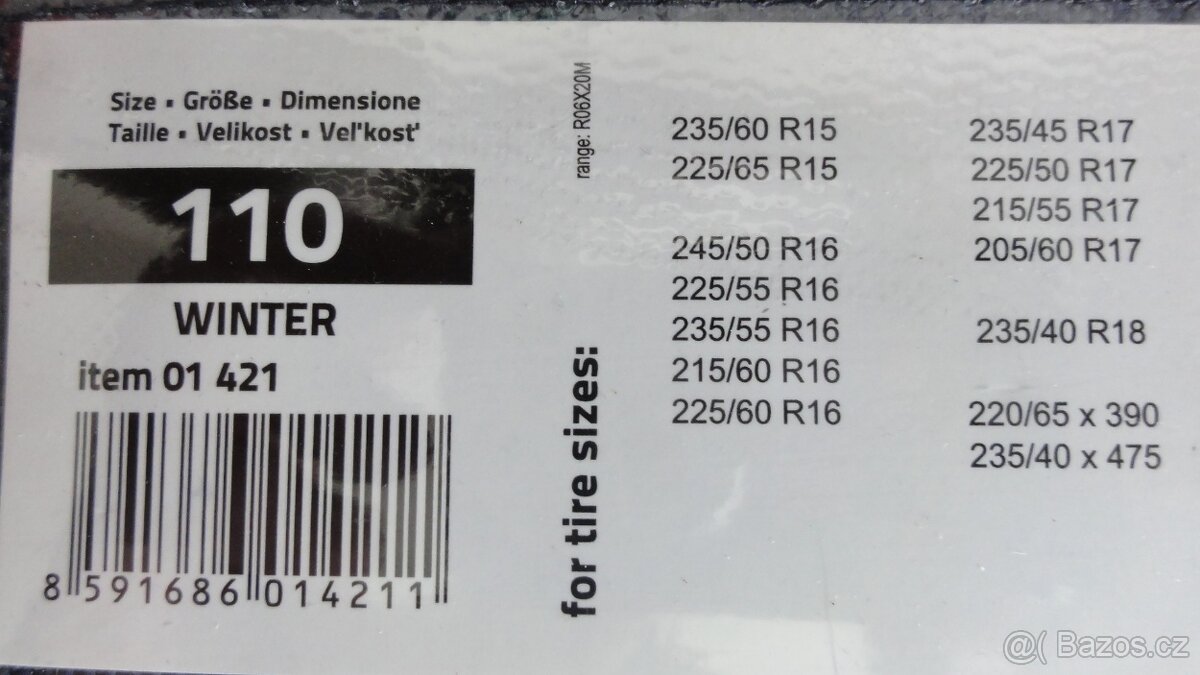 Size ▪ Größe ▪ Dimensione
Taille ▪ Velikost ▪ Vel'kost'
110
WINTER
item 01 421
8 591686 014211
range: R06X20M
for tire sizes:
235/60 R15
225/65 R15
245/50 R16
225/55 R16
235/55 R16
215/60 R16
225/60 R16
235/45 R17
225/50 R17
215/55 R17
205/60 R17
235/40 R18
220/65 x 390
235/40 x 475
@( Bazos.cz